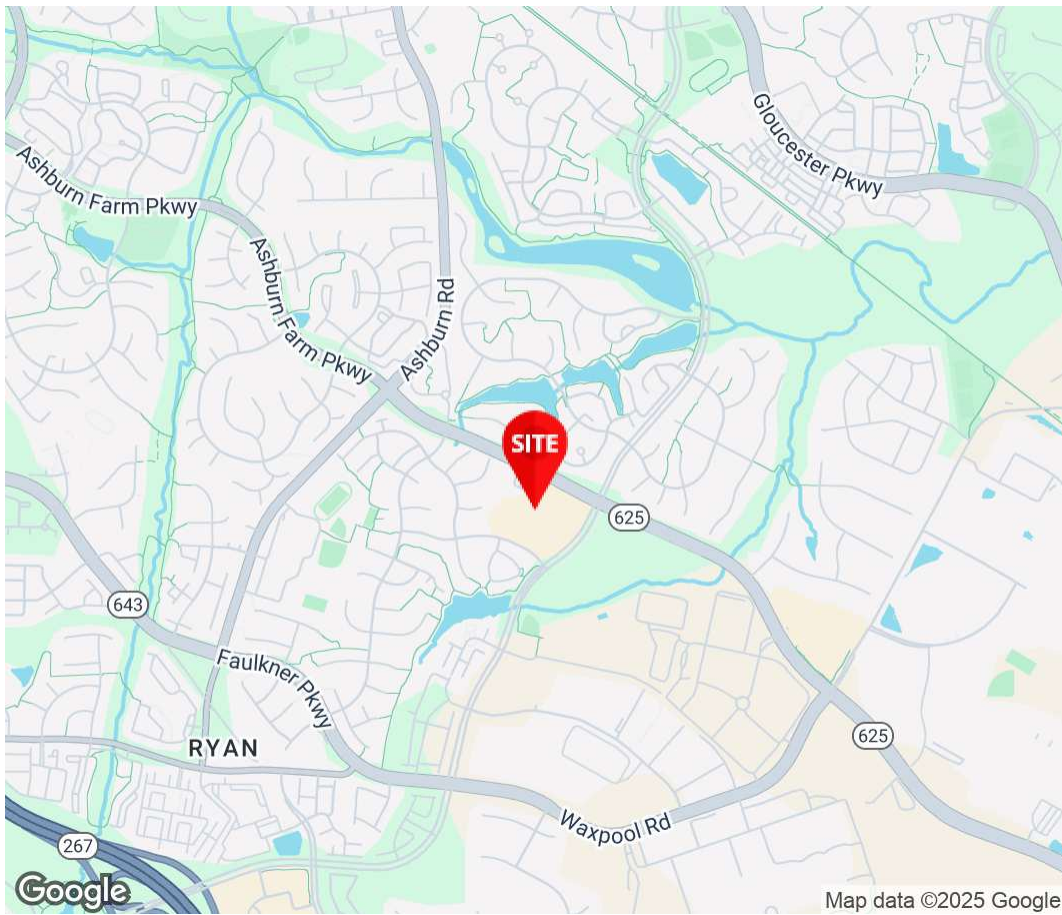 Gloucester Pkwy
Ashburn Farm Pkwy
Ashburn Farm Pkwy
Ashburn Rd
SITE
625
643
Faulkner Pkwy
RYAN
625
Waxpool Rd
267
Google
Map data ©2025 Google